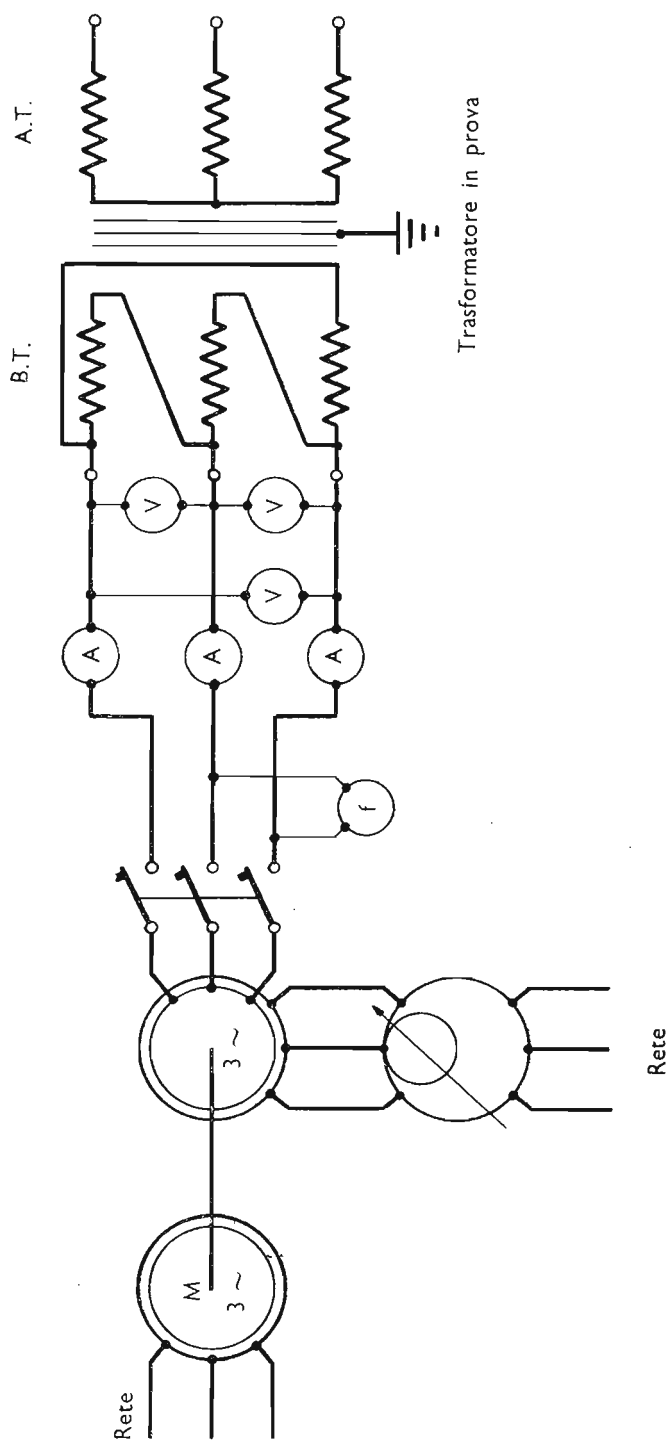 Rete
M
3 ~
3 ~
Rete
f
A
A
A
V
V
V
B.T.
A.T.
Trasformatore in prova